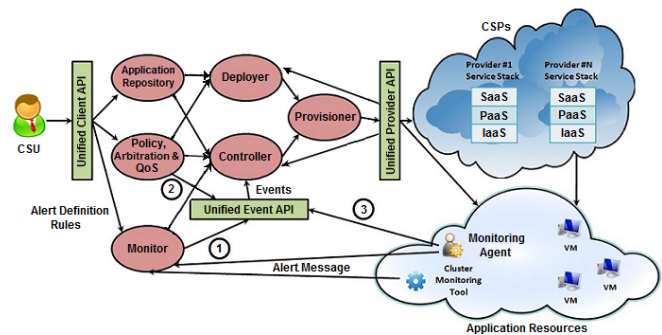 CSPs
Application Repository
Deployer
Provider #1 Service Stack
Provider #N Service Stack
SaaS
SaaS
PaaS
PaaS
IaaS
IaaS
Unified Client API
Unified Provider API
Provisioner
CSU
Policy, Arbitration & QoS
Controller
2
Events
Alert Definition Rules
Unified Event API
3
Monitor
1
Monitoring Agent
VM
Alert Message
Cluster Monitoring Tool
VM
VM
Application Resources